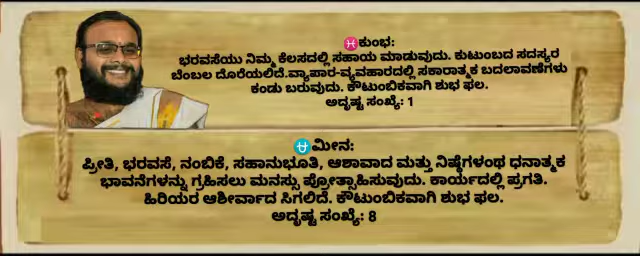 ♓ಕುಂಭ:
ಭರವಸೆಯು ನಿಮ್ಮ ಕೆಲಸದಲ್ಲಿ ಸಹಾಯ ಮಾಡುವುದು. ಕುಟುಂಬದ ಸದಸ್ಯರ
ಬೆಂಬಲ ದೊರೆಯಲಿದೆ.ವ್ಯಾಪಾರ-ವ್ಯವಹಾರದಲ್ಲಿ ಸಕಾರಾತ್ಮಕ ಬದಲಾವಣೆಗಳು
ಕಂಡು ಬರುವುದು. ಕೌಟುಂಬಿಕವಾಗಿ ಶುಭ ಫಲ.
ಅದೃಷ್ಟ ಸಂಖ್ಯೆ: 1
⛎ಮೀನ:
ಪ್ರೀತಿ, ಭರವಸೆ, ನಂಬಿಕೆ, ಸಹಾನುಭೂತಿ, ಆಶಾವಾದ ಮತ್ತು ನಿಷ್ಠೆಗಳಂಥ ಧನಾತ್ಮಕ
ಭಾವನೆಗಳನ್ನು ಗ್ರಹಿಸಲು ಮನಸ್ಸು ಪ್ರೋತ್ಸಾಹಿಸುವುದು. ಕಾರ್ಯದಲ್ಲಿ ಪ್ರಗತಿ.
ಹಿರಿಯರ ಆಶೀರ್ವಾದ ಸಿಗಲಿದೆ. ಕೌಟುಂಬಿಕವಾಗಿ ಶುಭ ಫಲ.
ಅದೃಷ್ಟ ಸಂಖ್ಯೆ: 8